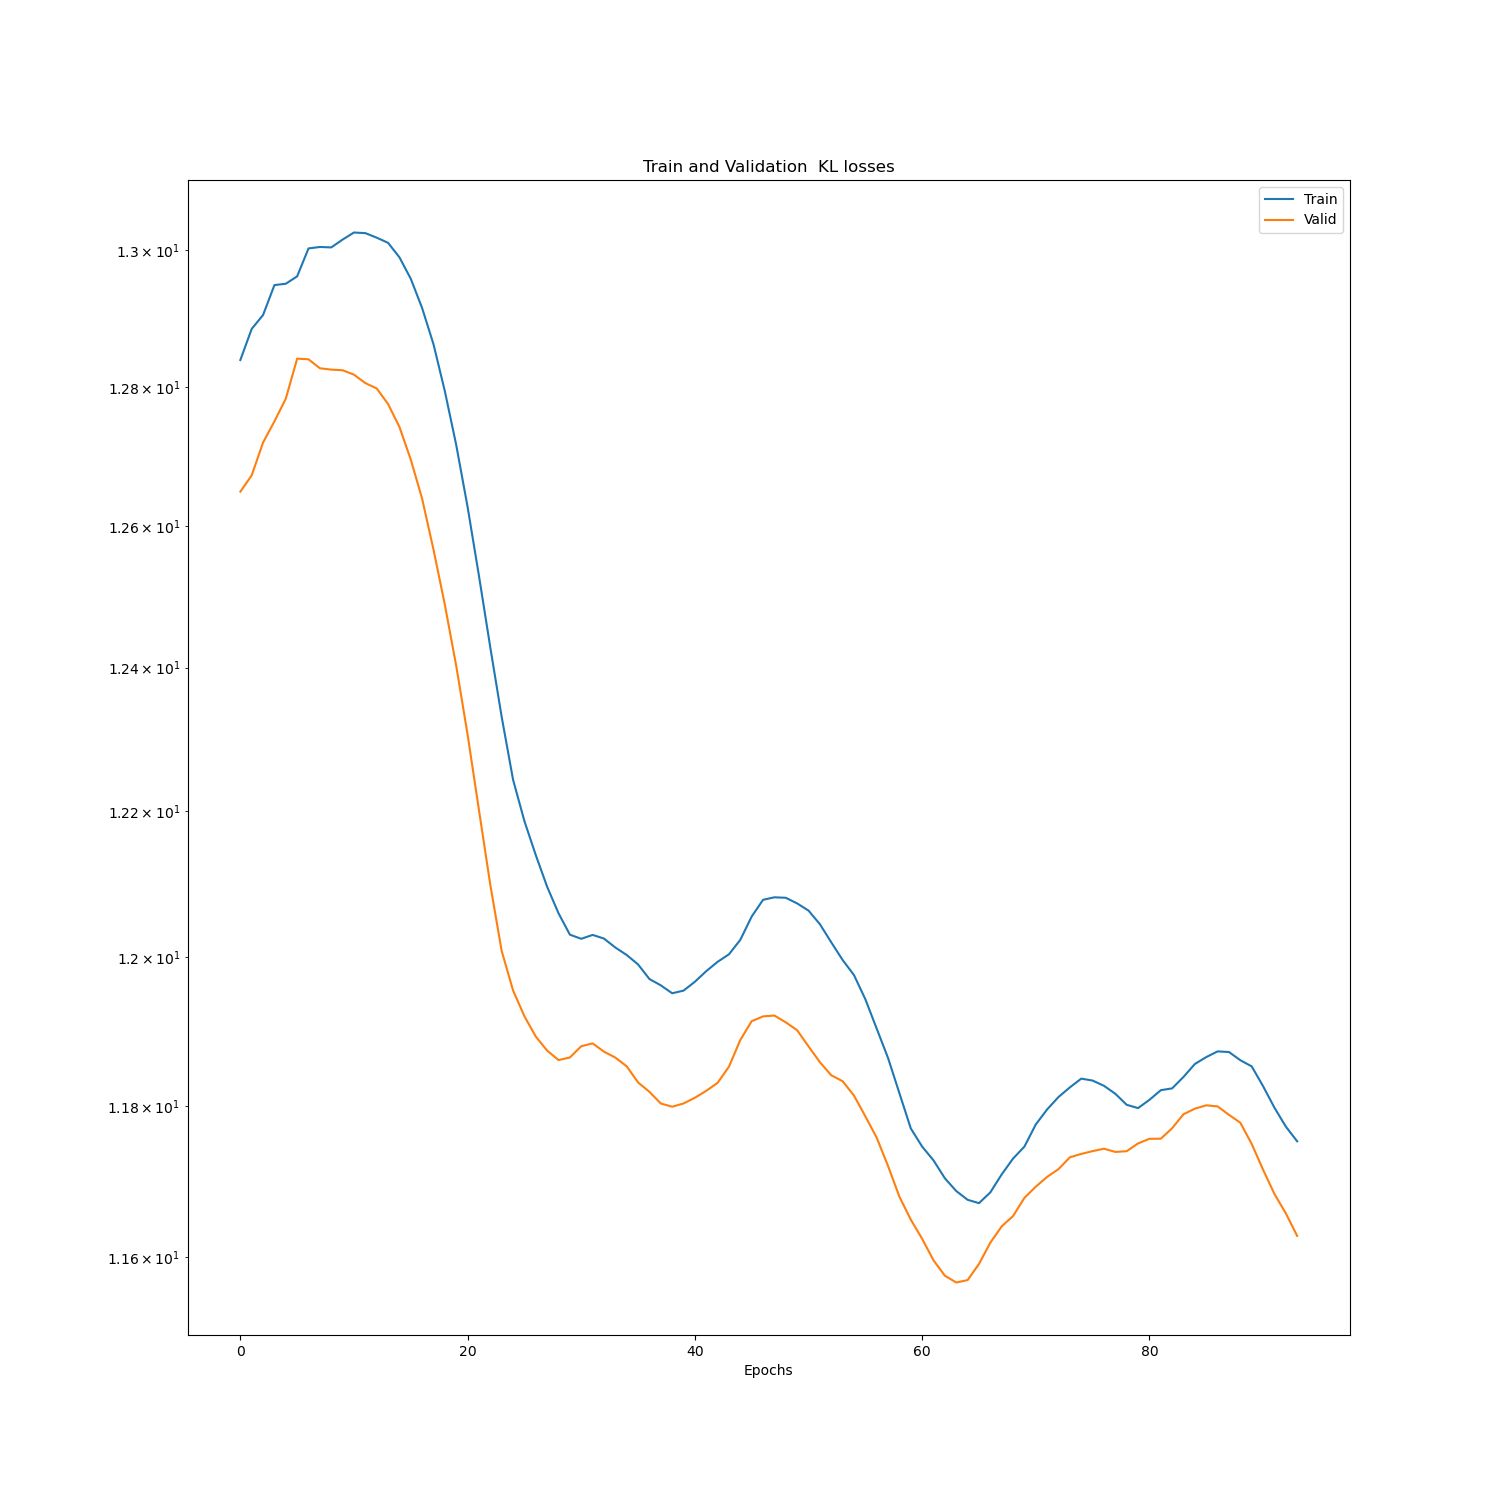 Train and Validation  KL losses
Train
Valid
1.3 × 10¹
1.28 × 10¹
1.26 × 10¹
1.24 × 10¹
1.22 × 10¹
1.2 × 10¹
1.18 × 10¹
1.16 × 10¹
0 20 40 60 80
Epochs